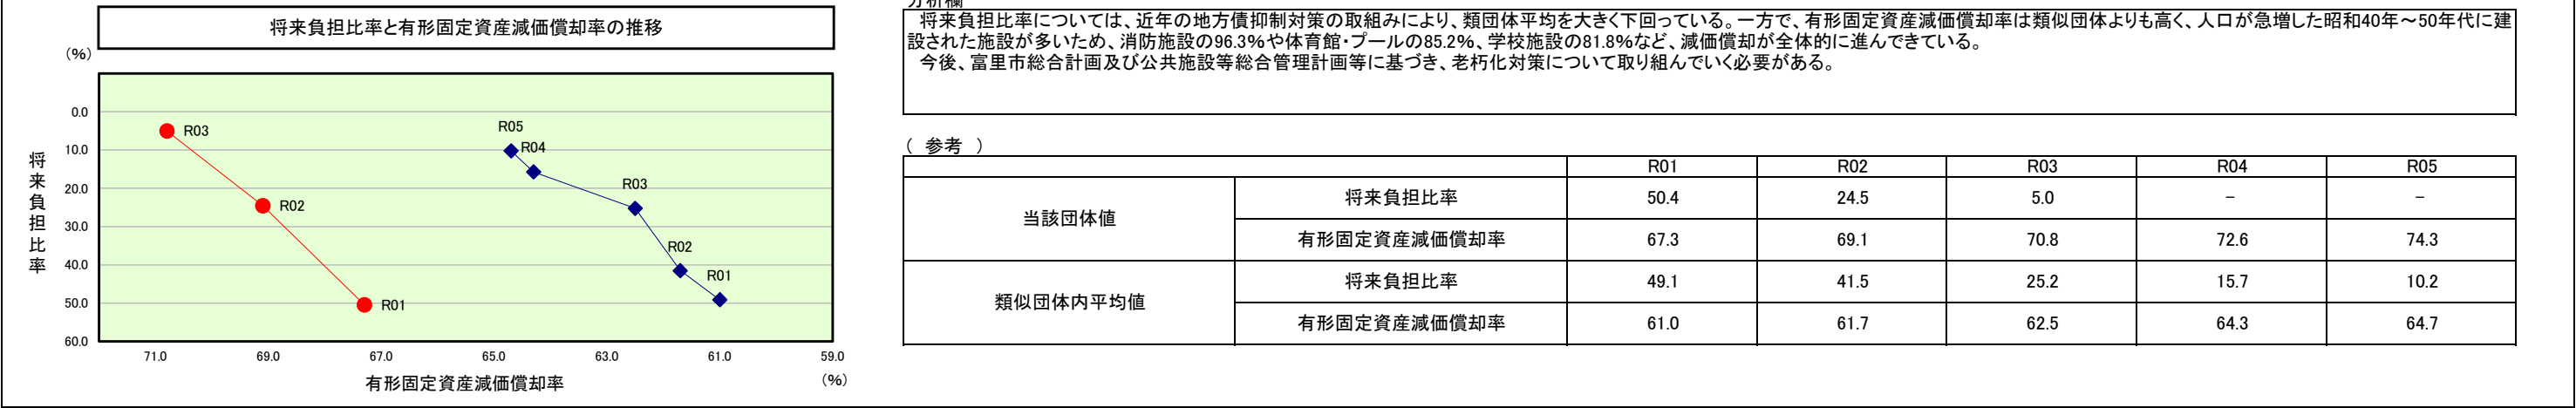 将来負担比率と有形固定資産減価償却率の推移
(%)
0.0
10.0
20.0
30.0
40.0
50.0
60.0
将来負担比率
R03
R02
R01
R05
R04
R03
R02
R01
71.0 69.0 67.0 65.0 63.0 61.0 59.0
有形固定資産減価償却率
(%)
分析欄
将来負担比率については、近年の地方債抑制対策の取組みにより、類団体平均を大きく下回っている。一方で、有形固定資産減価償却率は類似団体よりも高く、人口が急増した昭和40年～50年代に建
設された施設が多いため、消防施設の96.3%や体育館・プールの85.2%、学校施設の81.8%など、減価償却が全体的に進んできている。
今後、富里市総合計画及び公共施設等総合管理計画等に基づき、老朽化対策について取り組んでいく必要がある。
( 参考 )
R01 R02 R03 R04 R05
当該団体値
将来負担比率 50.4 24.5 5.0 - -
有形固定資産減価償却率 67.3 69.1 70.8 72.6 74.3
類似団体内平均値
将来負担比率 49.1 41.5 25.2 15.7 10.2
有形固定資産減価償却率 61.0 61.7 62.5 64.3 64.7